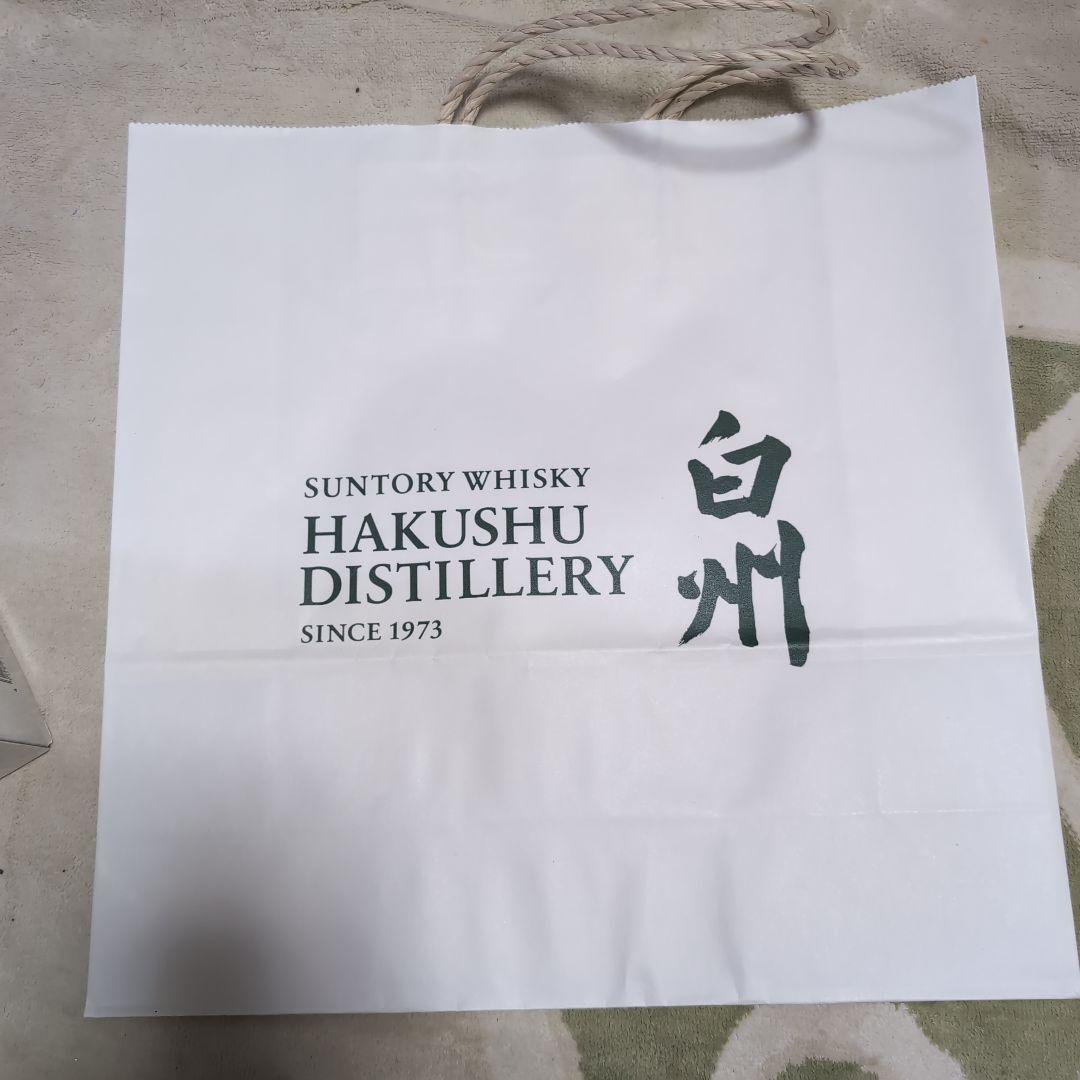 SUNTORY WHISKY
HAKUSHU
DISTILLERY
SINCE 1973
白州